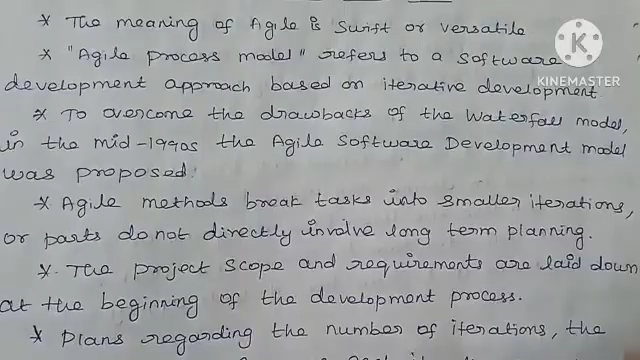 * The meaning of Agile is Swift or versatile
* "Agile process model" refers to a Software
development approach based on iterative development
* To overcome the drawbacks of the Waterfall model,
in the mid-1990s the Agile Software Development model
was proposed.
* Agile methods break tasks into smaller iterations,
or parts do not directly involve long term planning.
* The project scope and requirements are laid down
at the beginning of the development process.
* Plans regarding the number of iterations, the
K
KINEMASTER